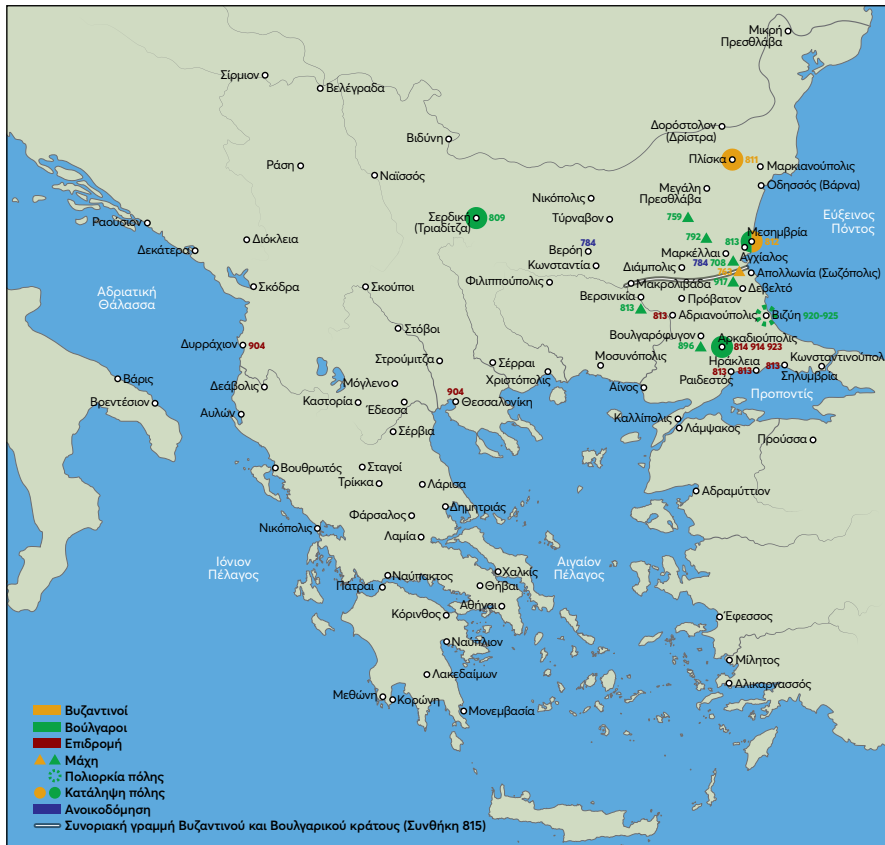 Μικρή
Πρεσθλάβα
Σίρμιον
Βελέγραδα
Βιδύνη
Δορόστολον
(Δρίστρα)
Πλίσκα
811
Μαρκιανούπολις
Ράση
Ναϊσσός
Μεγάλη
Πρεσθλάβα
Οδησσός (Βάρνα)
Νικόπολις
Τύρναβον
759
Εύξεινος
Πόντος
Ραούσιον
Σερδική
(Τριαδίτζα)
809
792
813
Μεσημβρία
812
Δεκάτερα
Διόκλεια
Βερόη
784
Κωνσταντία
Μαρκέλλαι
784
708
Αγχίαλος
Διάμπολις
763
Απολλωνία (Σωζόπολις)
Αδριατική
Θάλασσα
Σκόδρα
Σκούποι
Φιλιππούπολις
Μακρολιβάδα
917
Δεβελτό
Βερσινικία
813
Πρόβατον
813
Αδριανούπολις
Βιζύη
920-925
Στόβοι
Βουλγαρόφυγον
896
Αρκαδιούπολις
814 914 923
Δυρράχιον
904
Στρούμιτζα
Σέρραι
Χριστόπολις
Μοσυνόπολις
Ηράκλεια
813
813
813
Κωνσταντινούπολ
Σηλυμβρία
Ραιδεστός
Βάρις
Δεάβολις
Μόγλενο
Αίνος
Προποντίς
Βρεντέσιον
Αυλών
Καστορία
Έδεσσα
904
Θεσσαλονίκη
Καλλίπολις
Λάμψακος
Σέρβια
Προύσσα
Βουθρωτός
Σταγοί
Τρίκκα
Λάρισα
Αδραμύττιον
Φάρσαλος
Δημητριάς
Νικόπολις
Λαμία
Ιόνιον
Πέλαγος
Αιγαίον
Πέλαγος
Ναύπακτος
Πάτραι
Χαλκίς
Θήβαι
Αθήναι
Κόρινθος
Έφεσσος
Ναύπλιον
Μίλητος
Λακεδαίμων
Αλικαρνασσός
Μεθώνη
Κορώνη
Μονεμβασία
Βυζαντινοί
Βούλγαροι
Επιδρομή
Μάχη
Πολιορκία πόλης
Κατάληψη πόλης
Ανοικοδόμηση
Συνοριακή γραμμή Βυζαντινού και Βουλγαρικού κράτους (Συνθήκη 815)